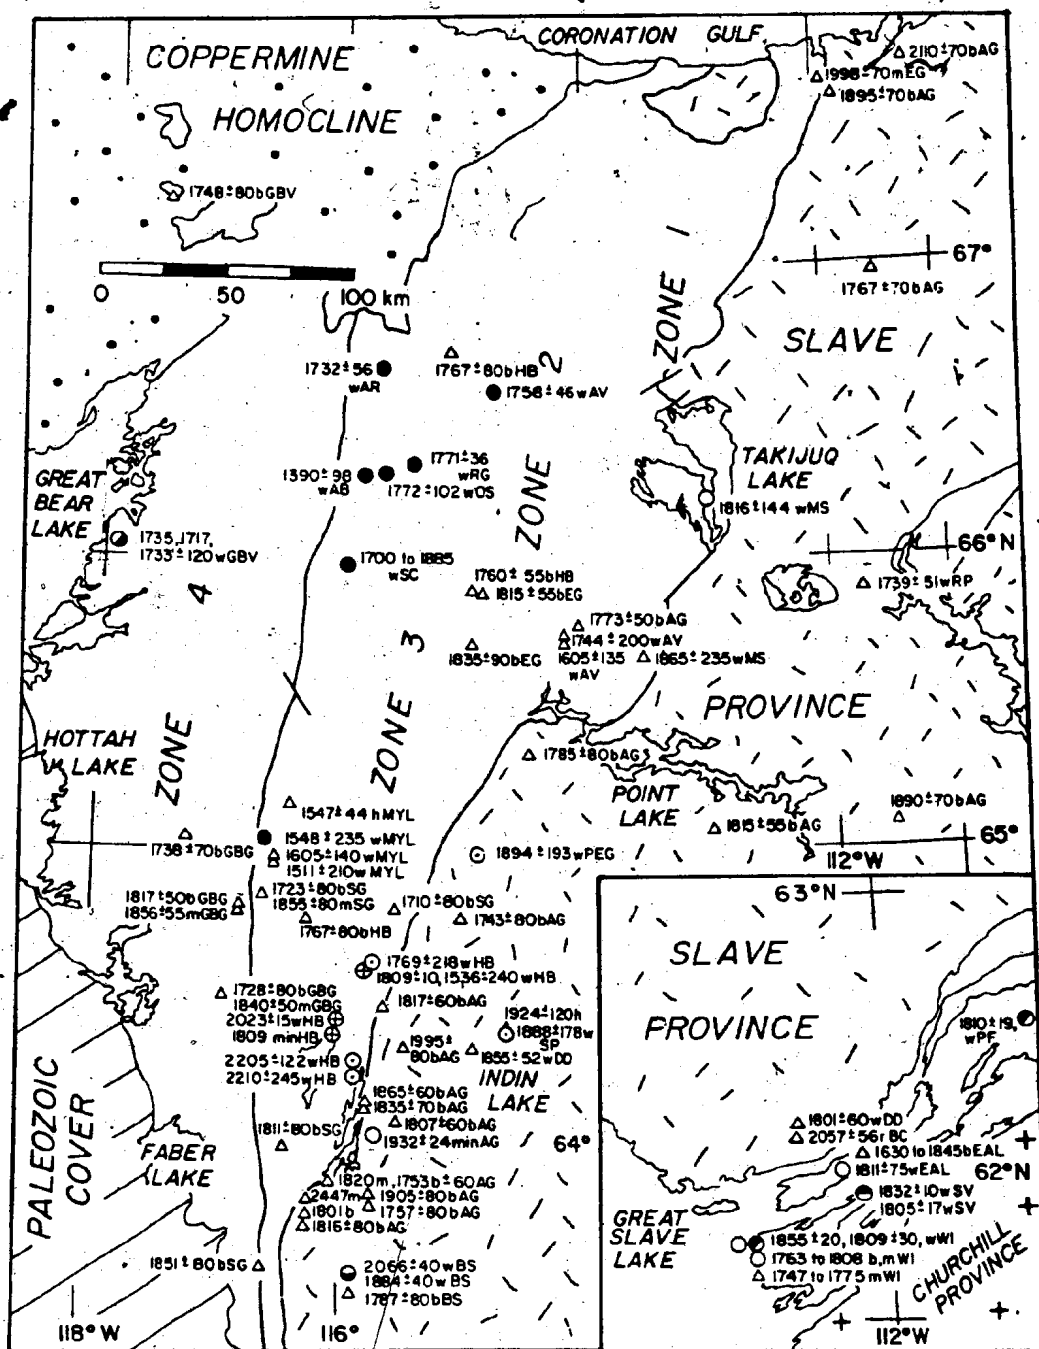 CORONATION GULF
COPPERMINE
HOMOCLINE
2110±70bAG
1998±70mEG
1895±70bAG
1748±80bGBV
67°
1767±70bAG
0 50 100 km
ZONE
SLAVE
1732±56
wAR
1767±80bHB
2
1758±46wAV
GREAT
BEAR
LAKE
1390±98
wAB
1771±36
wRG
1772±102wOS
ZONE
TAKIJUQ
LAKE
1816±144wMS
1735,1717,
1733±120wGBV
66°N
1700 to 1885
wSC
1760±55bHB
1815±55bEG
1739±51wRP
4
3
1773±50bAG
1744±200wAV
1835±90bEG
1605±135
wAV
1865±235wMS
PROVINCE
HOTTAH
LAKE
ZONE
ZONE
1785±80bAG
POINT
LAKE
1547±44hMYL
1890±70bAG
1815±55bAG
65°
1738±70bGBG
1548±235wMYL
1605±140wMYL
1511±210wMYL
1894±193wPEG
112°W
1723±80bSG
1817±50bGBG
1856±55mGBG
1855±80mSG
1710±80bSG
1767±80bHB
1743±80bAG
63°N
SLAVE
PROVINCE
1769±218wHB
1809±10,1536±240wHB
1728±80bGBG
1840±50mGBG
1817±60bAG
2023±15wHB
1809minHB
1924±120h
1888±178w
SP
1995±
80bAG
1855±52wDD
2205±122wHB
2210±245wHB
INDIN
LAKE
1810±19,
wPF
PALEOZOIC
COVER
1865±60bAG
1835±70bAG
1807±60bAG
1811±80bSG
1932±24minAG
64°
1801±60wDD
2057±56rBC
1630 to 1845bEAL
1811±75wEAL
62°N
FABER
LAKE
1820m,1753b±60AG
2447m
1905±80bAG
1801b
1757±80bAG
1816±80bAG
1832±10wSV
1805±17wSV
GREAT
SLAVE
LAKE
1855±20,1809±30,wWI
1763 to 1808 b,mWI
1747 to 1775mWI
CHURCHILL
PROVINCE
1851±80bSG
2066±40wBS
1884±40wBS
1787±80bBS
118°W
116°
112°W